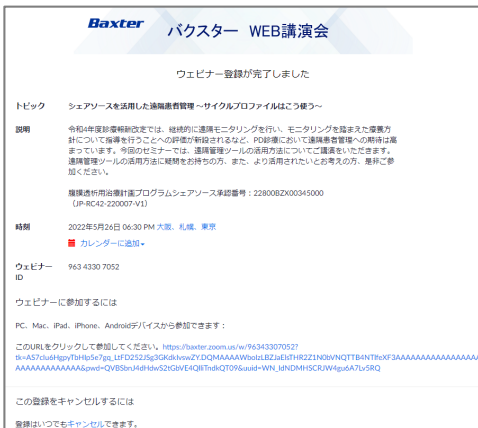 Baxter バクスター WEB講演会
ウェビナー登録が完了しました
トピック シェアソースを活用した遠隔患者管理 ~サイクルプロファイルはこう使う~
説明 令和4年度診療報酬改定では、継続的に遠隔モニタリングを行い、モニタリングを踏まえた療養方
針について指導を行うことへの評価が新設されるなど、PD診療において遠隔患者管理への期待は高
まっています。今回のセミナーでは、遠隔管理ツールの活用方法についてご講演をいただきます。
遠隔管理ツールの活用方法に疑問をお持ちの方、また、より活用されたいとお考えの方、是非ご参
加ください。
腹膜透析用治療計画プログラムシェアソース承認番号:22800BZX00345000
(JP-RC42-220007-V1)
時刻 2022年5月26日 06:30 PM 大阪、札幌、東京
カレンダーに追加
ウェビナー 963 4330 7052
ID
ウェビナーに参加するには
PC、Mac、iPad、iPhone、Androidデバイスから参加できます:
このURLをクリックして参加してください。https://baxter.zoom.us/w/96343307052?
この登録をキャンセルするには
登録はいつでもキャンセルできます。